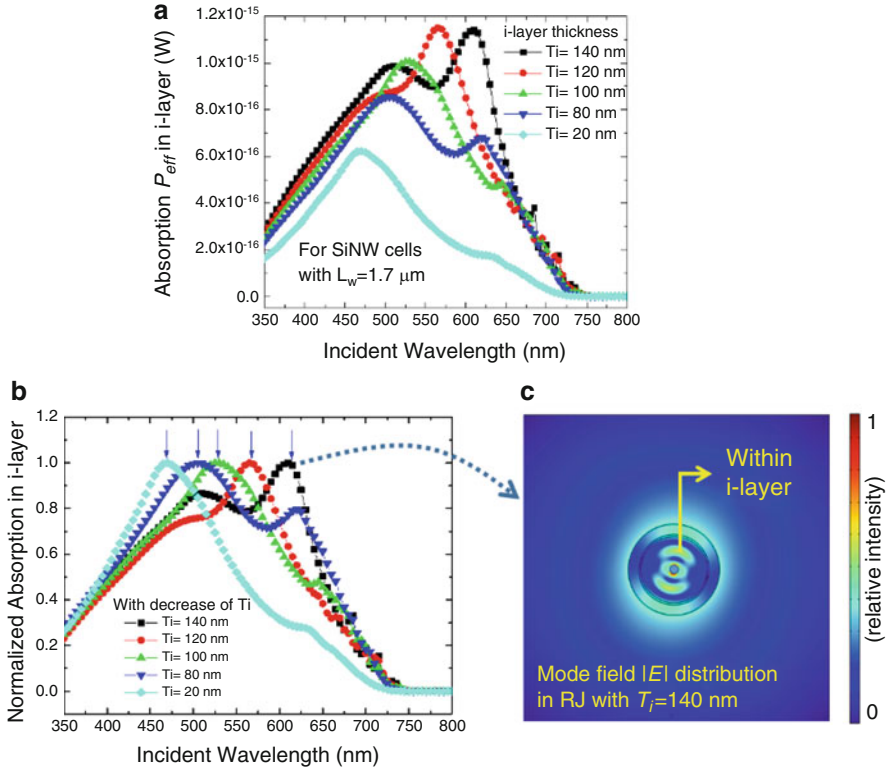 a
Absorption P_eff in i-layer (W)
1.2x10⁻¹⁵
1.0x10⁻¹⁵
8.0x10⁻¹⁶
6.0x10⁻¹⁶
4.0x10⁻¹⁶
2.0x10⁻¹⁶
0.0
i-layer thickness
Ti= 140 nm
Ti= 120 nm
Ti= 100 nm
Ti= 80 nm
Ti= 20 nm
For SiNW cells
with L_w=1.7 μm
350 400 450 500 550 600 650 700 750 800
Incident Wavelength (nm)
b
Normalized Absorption in i-layer
1.2
1.0
0.8
0.6
0.4
0.2
0.0
With decrease of Ti
Ti= 140 nm
Ti= 120 nm
Ti= 100 nm
Ti= 80 nm
Ti= 20 nm
350 400 450 500 550 600 650 700 750 800
Incident Wavelength (nm)
c
Within
i-layer
Mode field |E| distribution
in RJ with T_i=140 nm
1
(relative intensity)
0